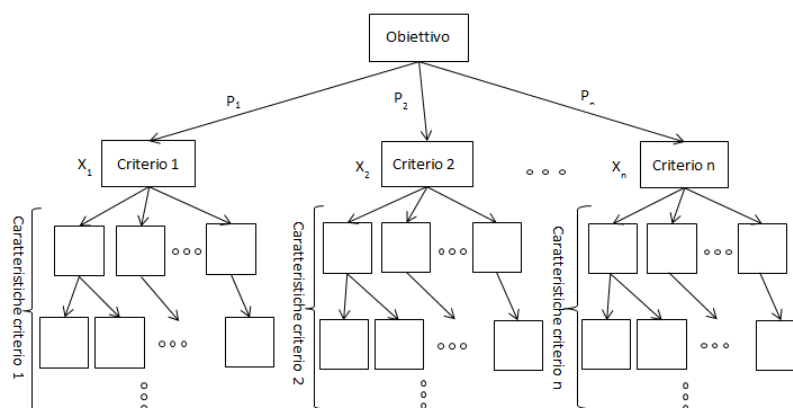 Obiettivo
P1
P2
Pn
X1
Criterio 1
X2
Criterio 2
Xn
Criterio n
Caratteristiche criterio 1
Caratteristiche criterio 2
Caratteristiche criterio n